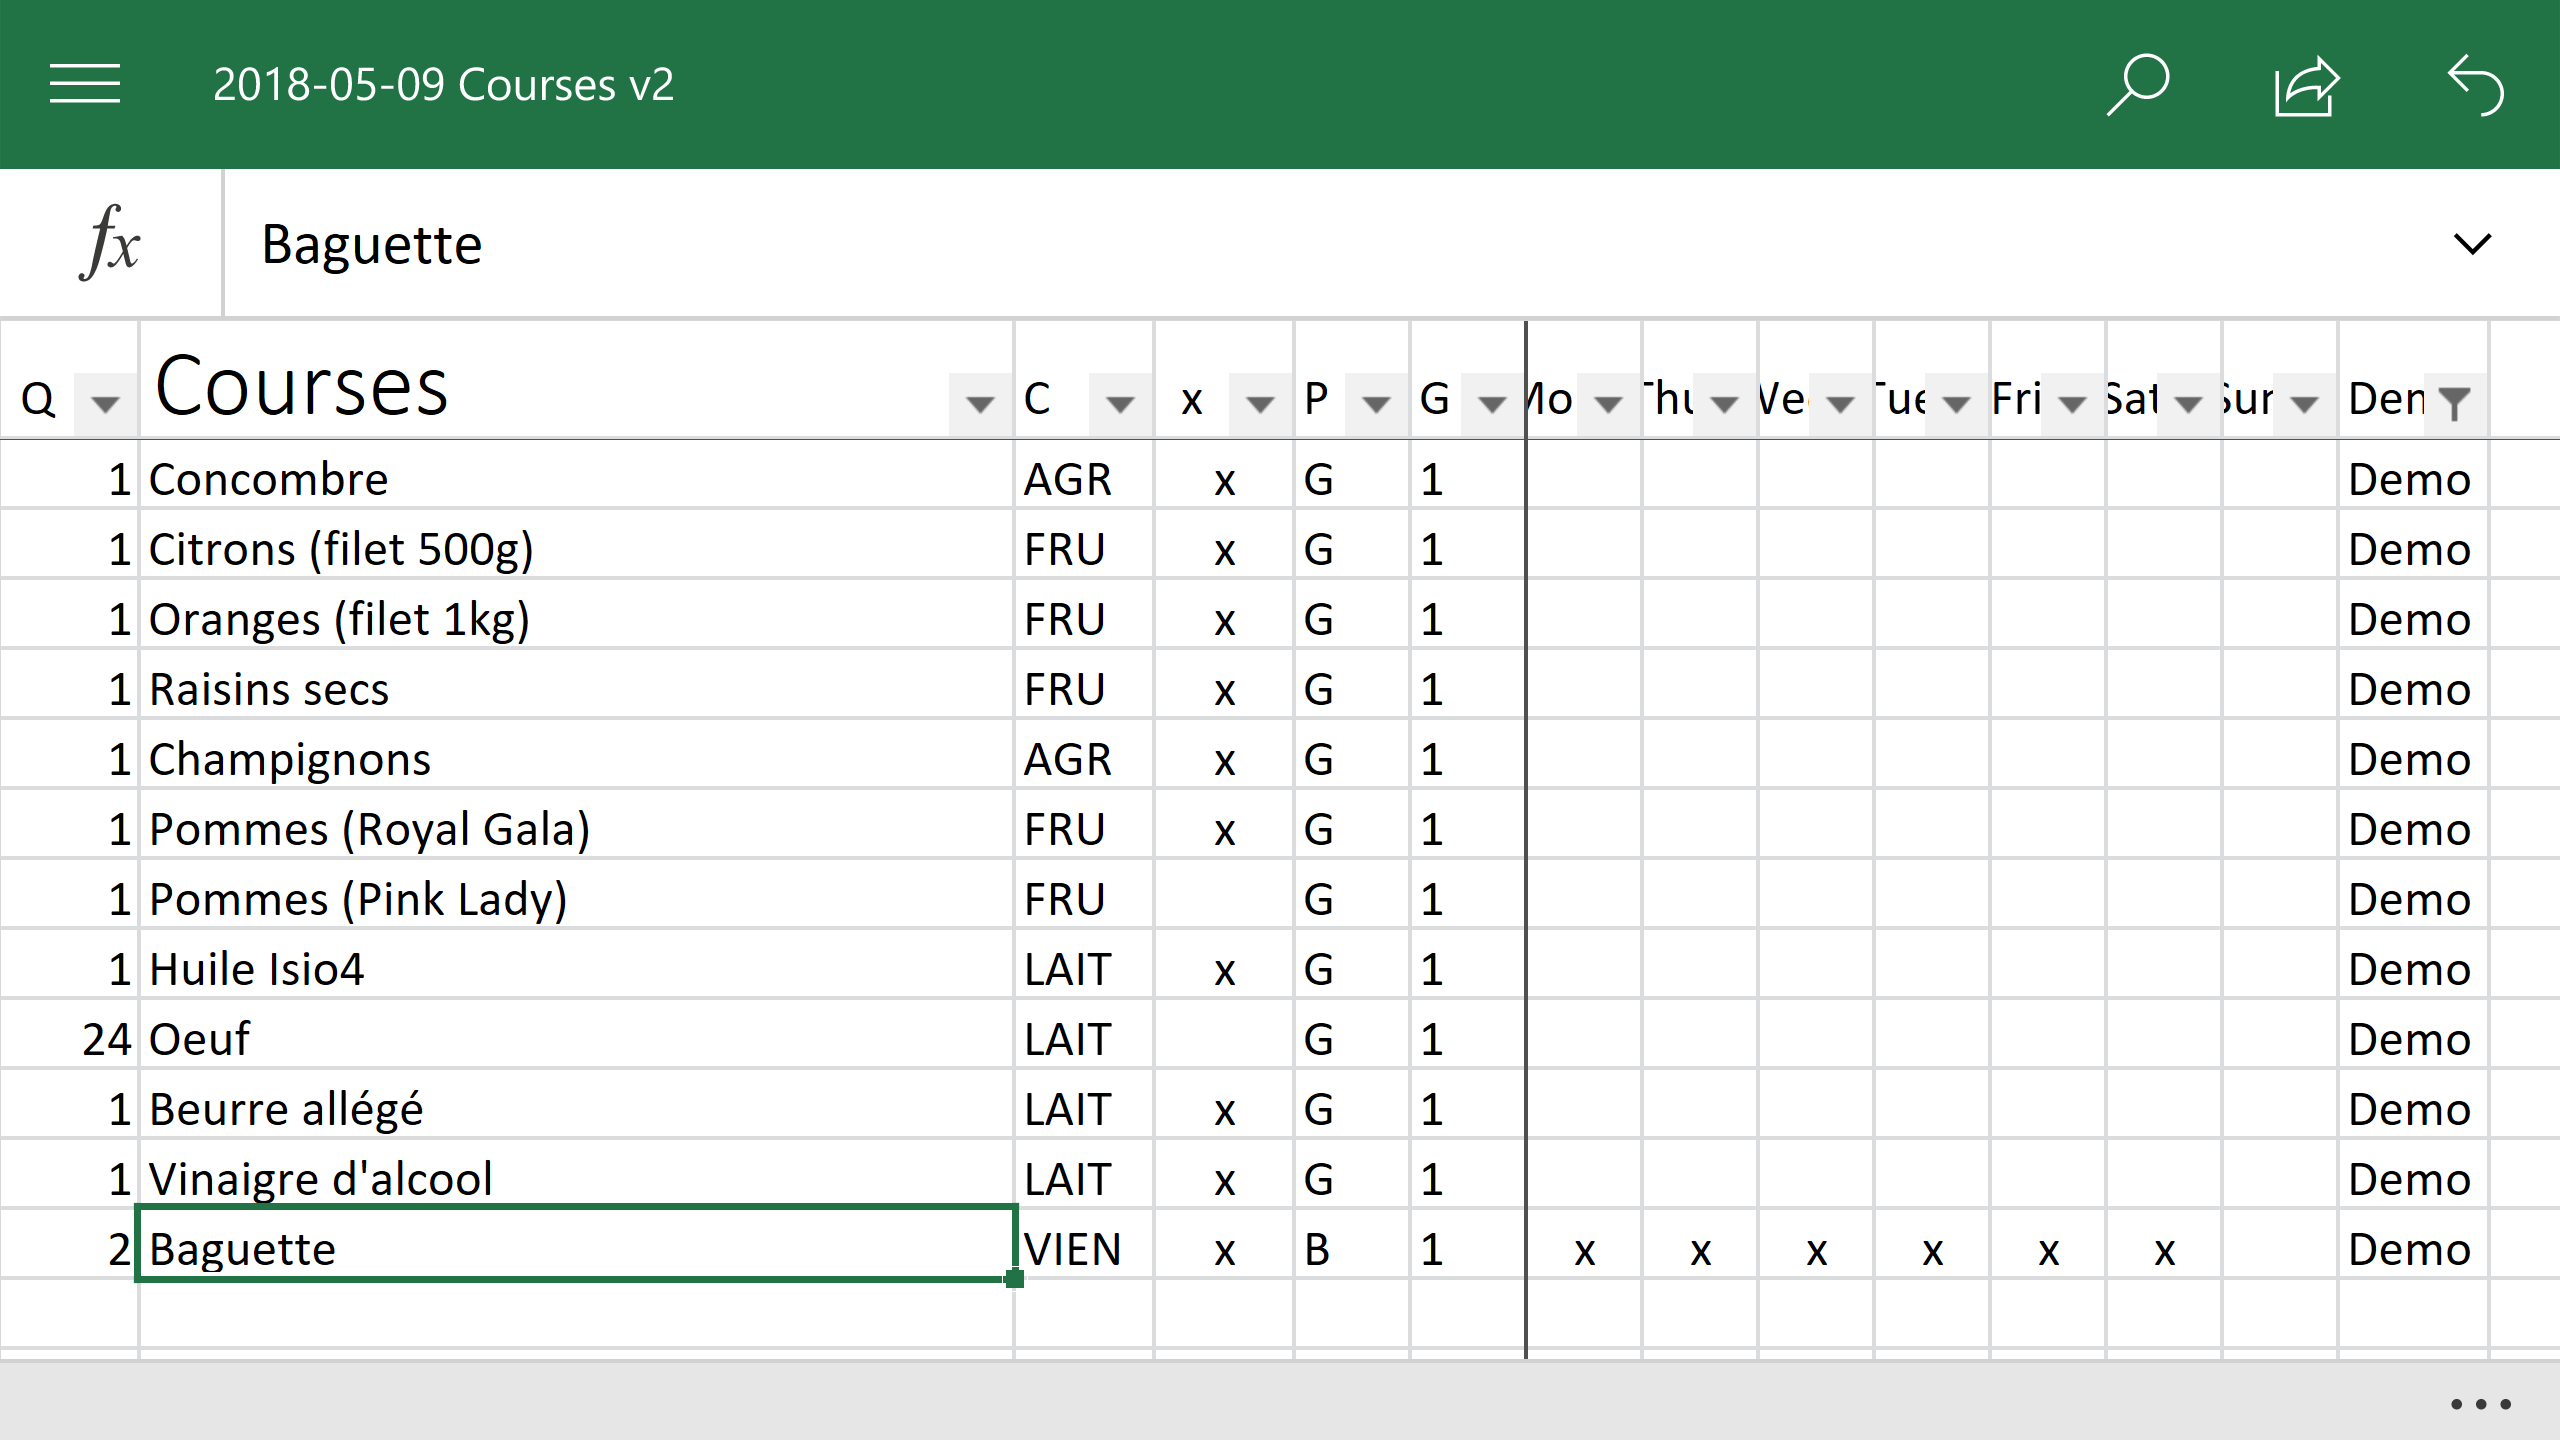 2018-05-09 Courses v2
fx Baguette
Q Courses C x P G Mo Thu We Tue Fri Sat Sun Dem
1 Concombre AGR x G 1 Demo
1 Citrons (filet 500g) FRU x G 1 Demo
1 Oranges (filet 1kg) FRU x G 1 Demo
1 Raisins secs FRU x G 1 Demo
1 Champignons AGR x G 1 Demo
1 Pommes (Royal Gala) FRU x G 1 Demo
1 Pommes (Pink Lady) FRU G 1 Demo
1 Huile Isio4 LAIT x G 1 Demo
24 Oeuf LAIT G 1 Demo
1 Beurre allégé LAIT x G 1 Demo
1 Vinaigre d'alcool LAIT x G 1 Demo
2 Baguette VIEN x B 1 x x x x x x Demo